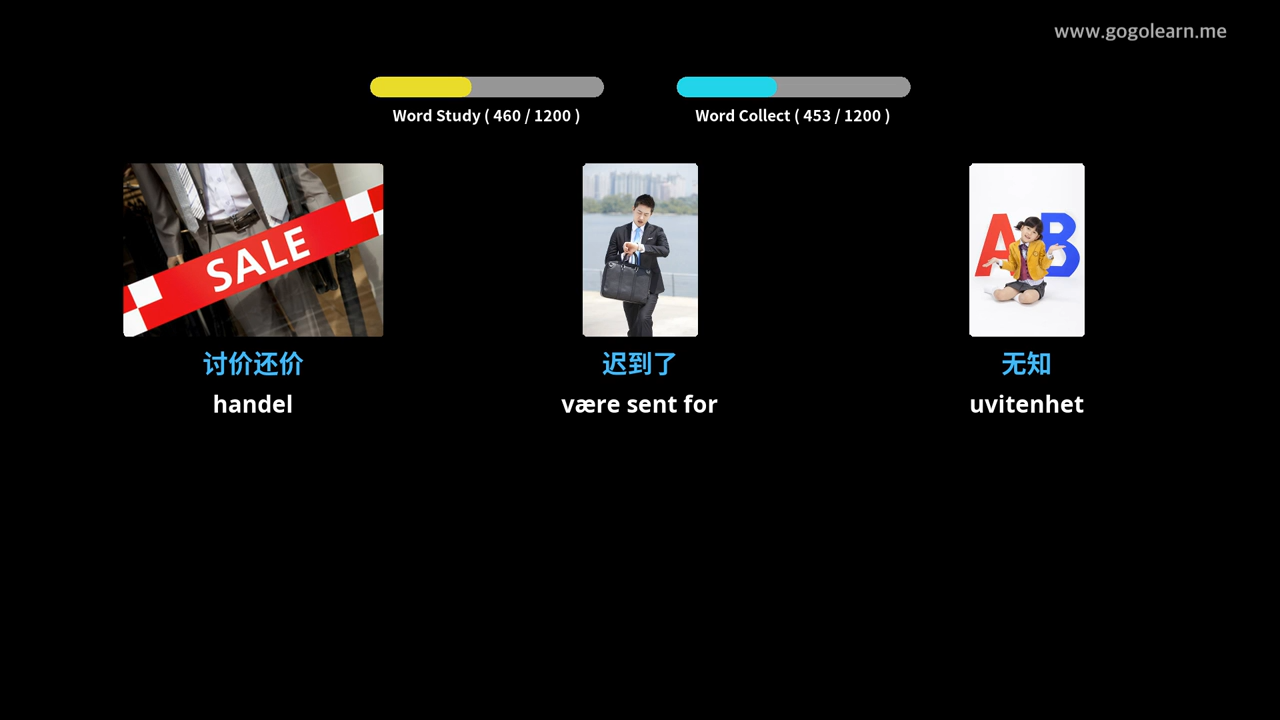 www.gogolearn.me
Word Study ( 460 / 1200 )
Word Collect ( 453 / 1200 )
SALE
AB
讨价还价
迟到了
无知
handel
være sent for
uvitenhet